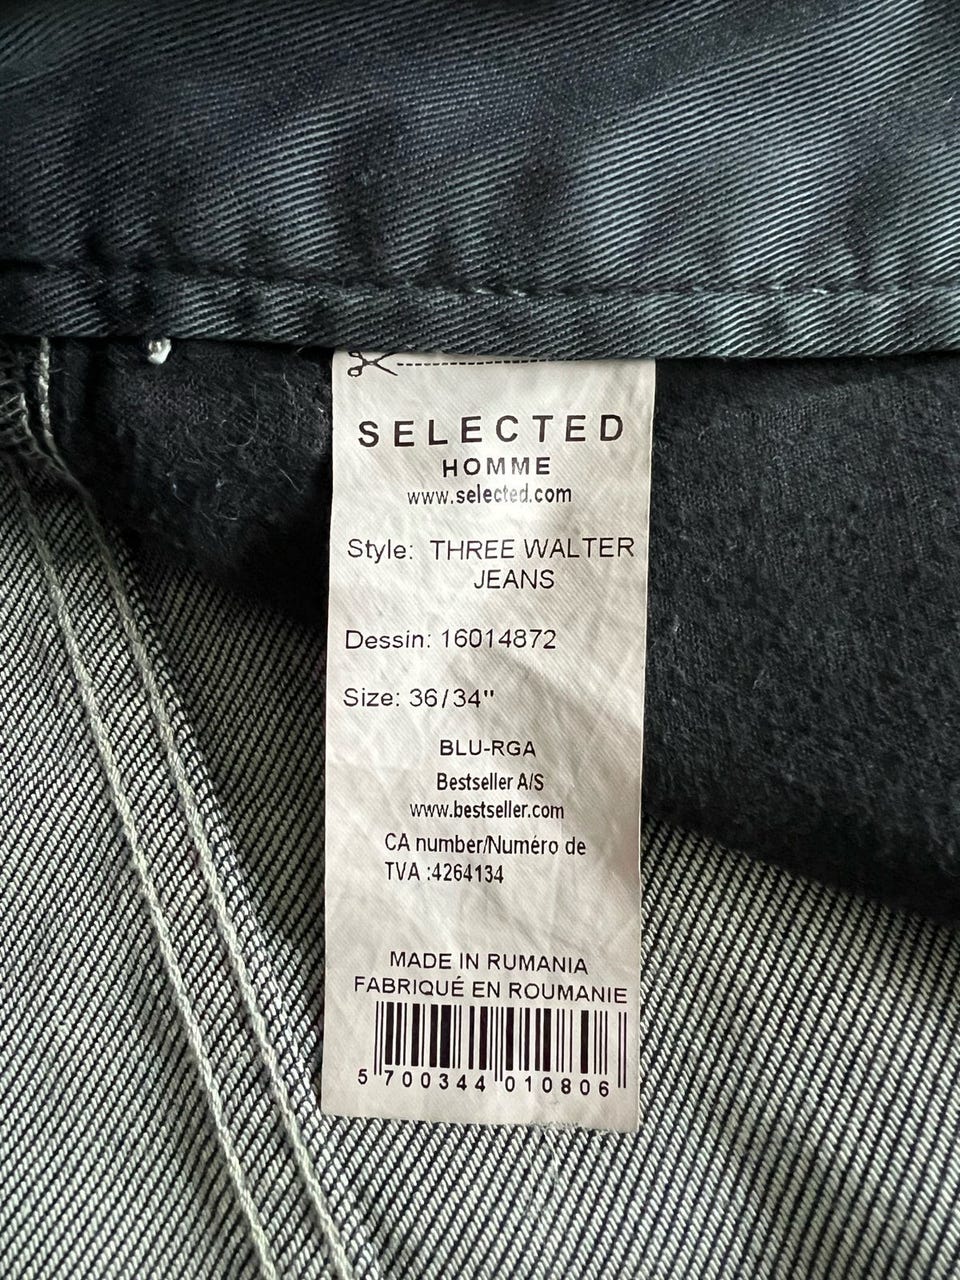 SELECTED
HOMME
www.selected.com
Style: THREE WALTER
JEANS
Dessin: 16014872
Size: 36/34"
BLU-RGA
Bestseller A/S
www.bestseller.com
CA number/Numéro de
TVA :4264134
MADE IN RUMANIA
FABRIQUÉ EN ROUMANIE
5 700344 010806